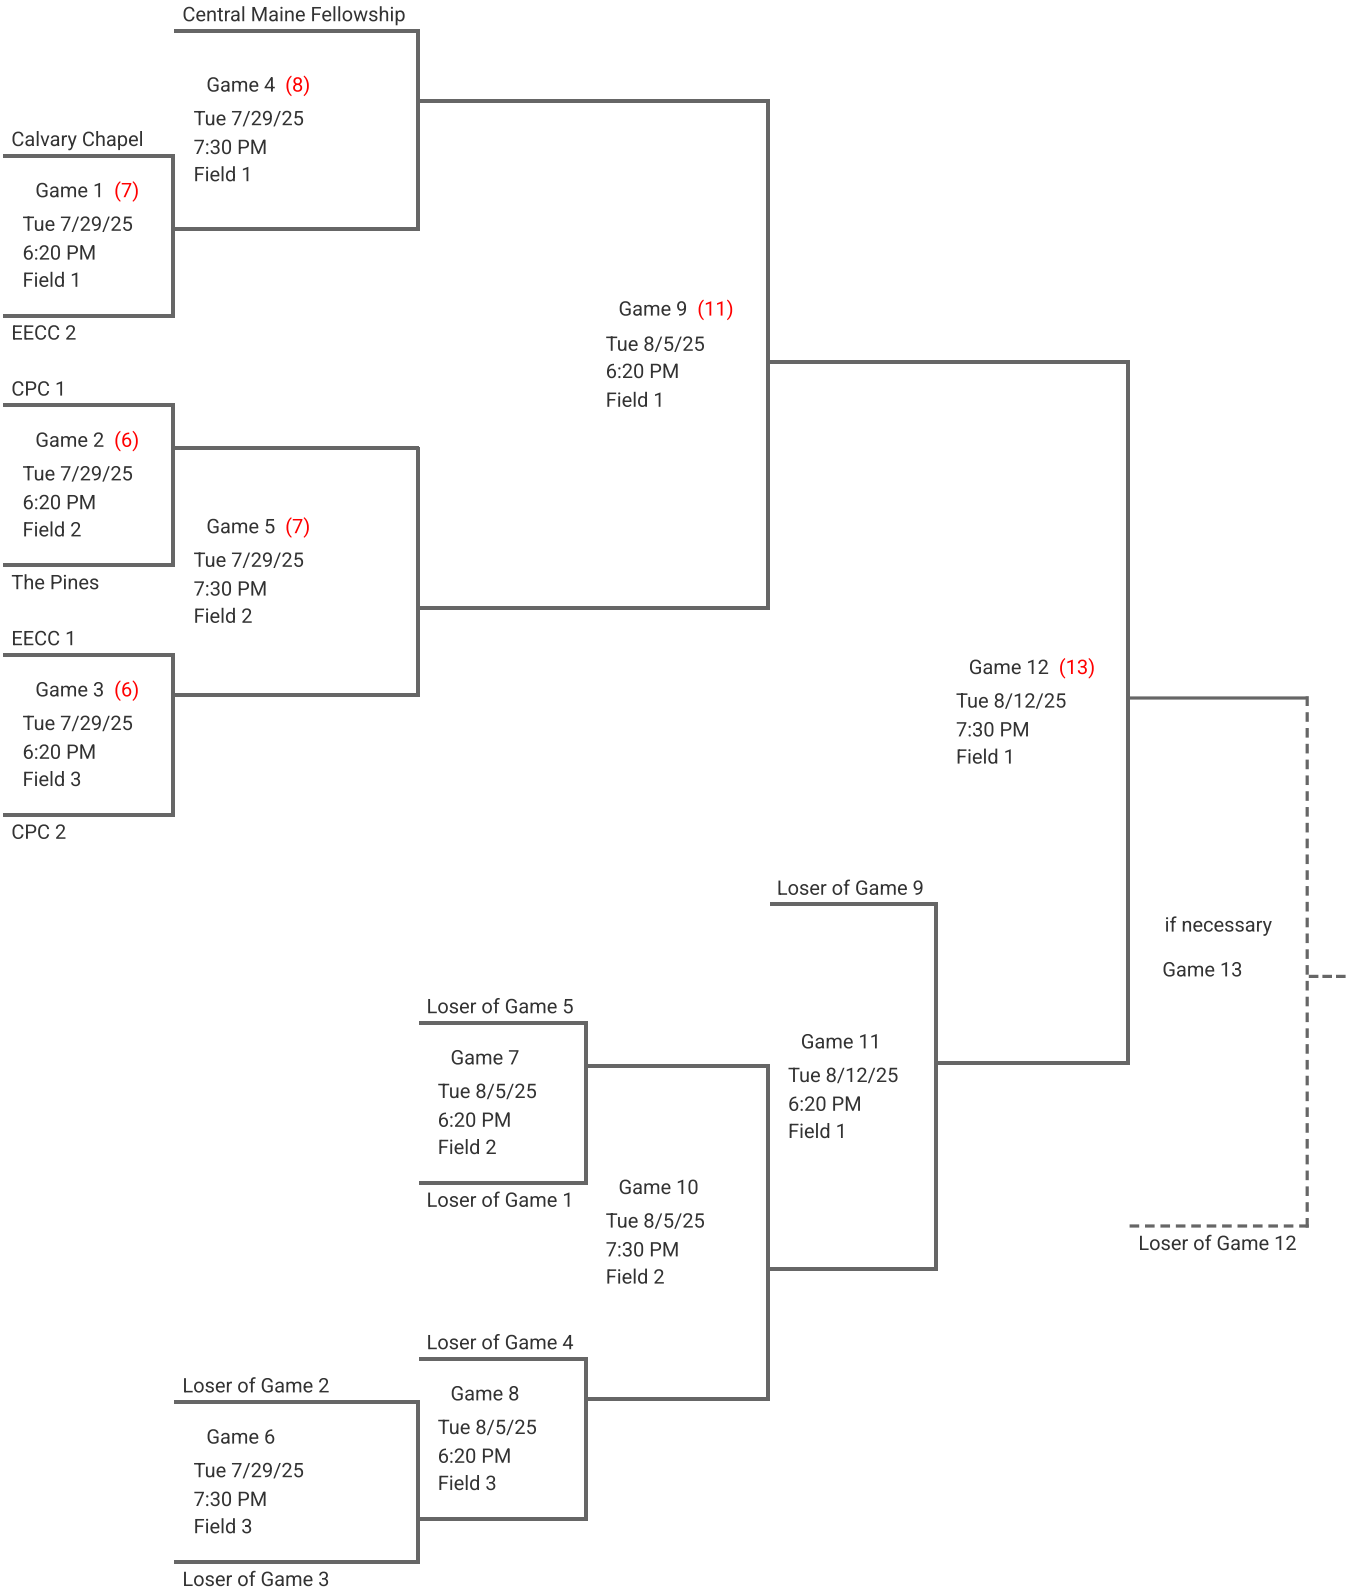 Central Maine Fellowship
Game 4 (8)
Tue 7/29/25
7:30 PM
Field 1
Calvary Chapel
Game 1 (7)
Tue 7/29/25
6:20 PM
Field 1
EECC 2
Game 9 (11)
Tue 8/5/25
6:20 PM
Field 1
CPC 1
Game 2 (6)
Tue 7/29/25
6:20 PM
Field 2
The Pines
Game 5 (7)
Tue 7/29/25
7:30 PM
Field 2
EECC 1
Game 3 (6)
Tue 7/29/25
6:20 PM
Field 3
CPC 2
Game 12 (13)
Tue 8/12/25
7:30 PM
Field 1
Loser of Game 9
if necessary
Game 13
Loser of Game 5
Game 7
Tue 8/5/25
6:20 PM
Field 2
Loser of Game 1
Game 11
Tue 8/12/25
6:20 PM
Field 1
Game 10
Tue 8/5/25
7:30 PM
Field 2
Loser of Game 12
Loser of Game 4
Game 8
Tue 8/5/25
6:20 PM
Field 3
Loser of Game 2
Game 6
Tue 7/29/25
7:30 PM
Field 3
Loser of Game 3